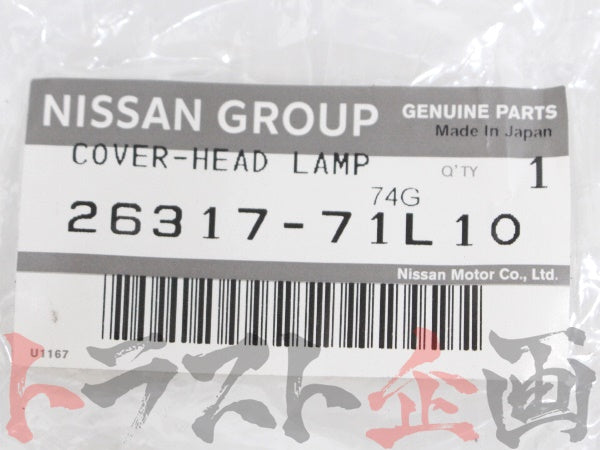 NISSAN GROUP
GENUINE PARTS
Made In Japan
COVER-HEAD LAMP
Q'TY 1
74G
26317-71L10
Nissan Motor Co., Ltd.
U1167
トラスト企画